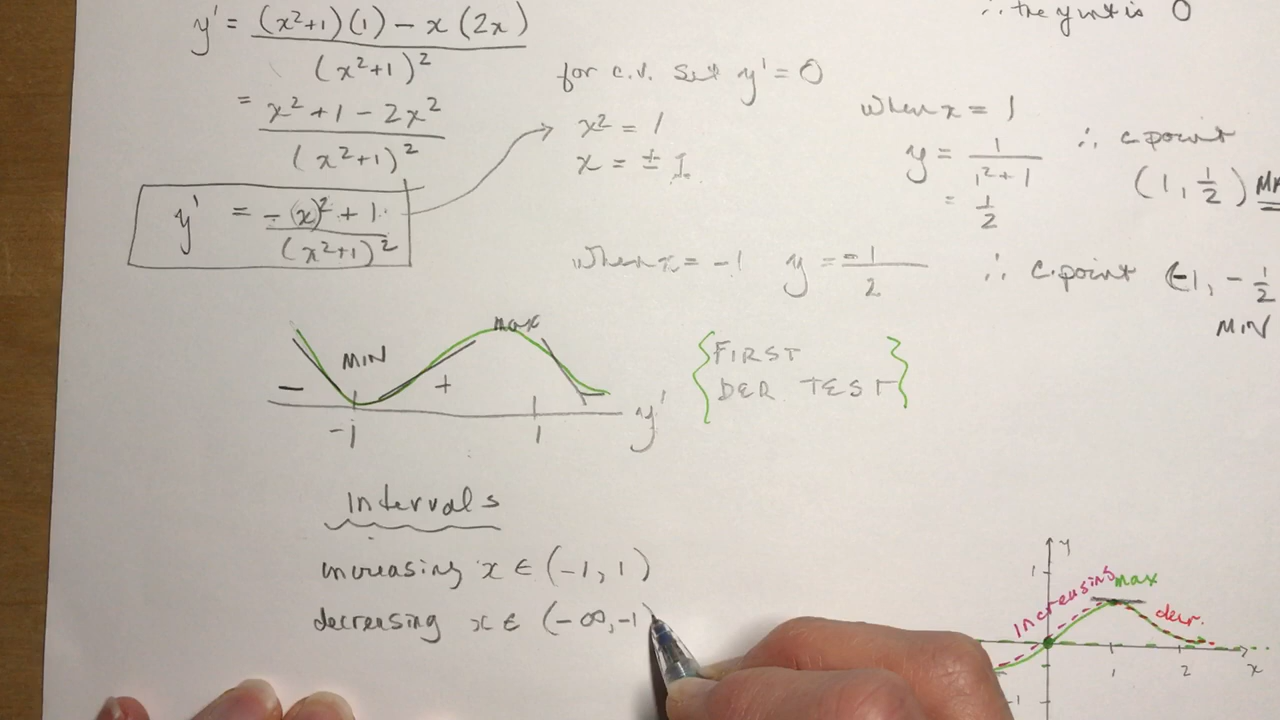 y' = (x²+1)(1) − x(2x) / (x²+1)²
= x²+1−2x² / (x²+1)²
y' = −(x)²+1 / (x²+1)²
∴ the y int is 0
for c.v. set y' = 0
x² = 1
x = ± 1.
when x = 1
y = 1 / 1²+1
= 1/2
∴ c.point
(1, 1/2)
when x = −1 y = −1/2
∴ c.point (−1, −1/2
MIN
MIN
max
− +
−1 1 y'
{FIRST
DER TEST}
Intervals
increasing x ∈ (−1, 1)
decreasing x ∈ (−∞, −1)
y
1
increasing
max
decr.
1 2 x
−1